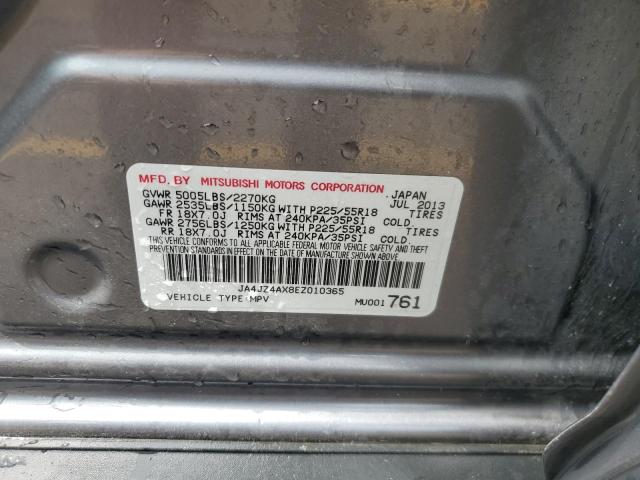 MFD. BY MITSUBISHI MOTORS CORPORATION
GVWR 5005LBS/2270KG JAPAN
GAWR 2535LBS/1150KG WITH P225/55R18 JUL 2013
FR 18X7.0J RIMS AT 240KPA/35PSI COLD TIRES
GAWR 2756LBS/1250KG WITH P225/55R18
RR 18X7.0J RIMS AT 240KPA/35PSI COLD TIRES
THIS VEHICLE CONFORMS TO ALL APPLICABLE FEDERAL MOTOR VEHICLE SAFETY AND THEFT
PREVENTION STANDARDS IN EFFECT ON THE DATE OF MANUFACTURE SHOWN ABOVE.
JA4JZ4AX8EZ010365
VEHICLE TYPE MPV MU001761